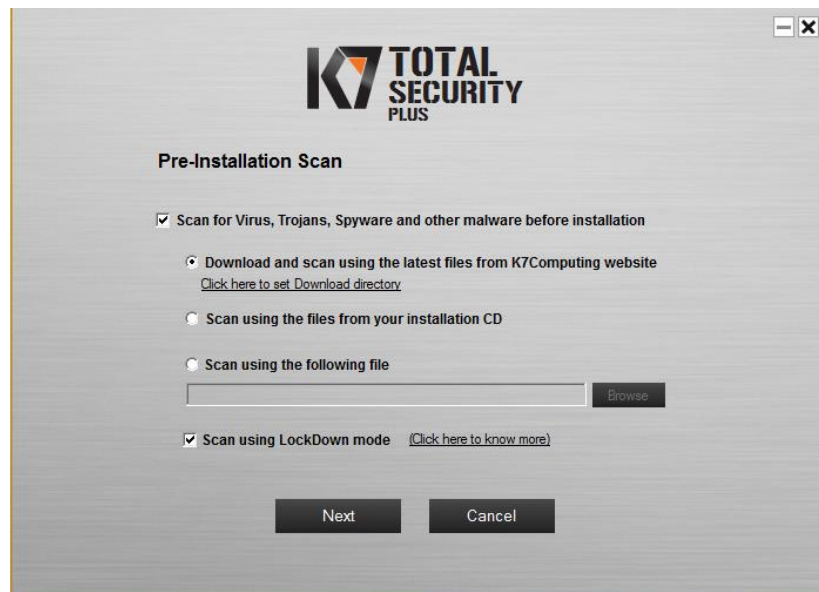 K7 TOTAL
SECURITY
PLUS
Pre-Installation Scan
Scan for Virus, Trojans, Spyware and other malware before installation
Download and scan using the latest files from K7Computing website
Click here to set Download directory
Scan using the files from your installation CD
Scan using the following file
Browse
Scan using LockDown mode (Click here to know more)
Next Cancel